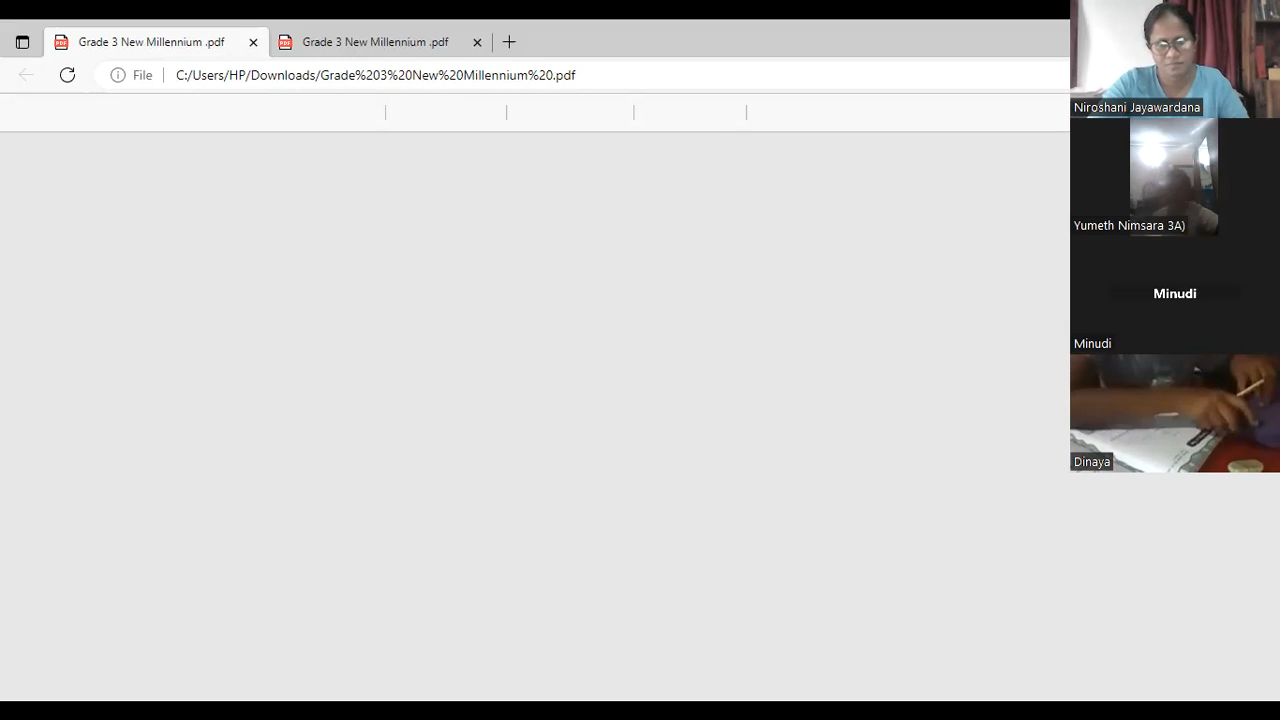 Grade 3 New Millennium .pdf
Grade 3 New Millennium .pdf
File
C:/Users/HP/Downloads/Grade%203%20New%20Millennium%20.pdf
Niroshani Jayawardana
Yumeth Nimsara 3A)
Minudi
Minudi
Dinaya